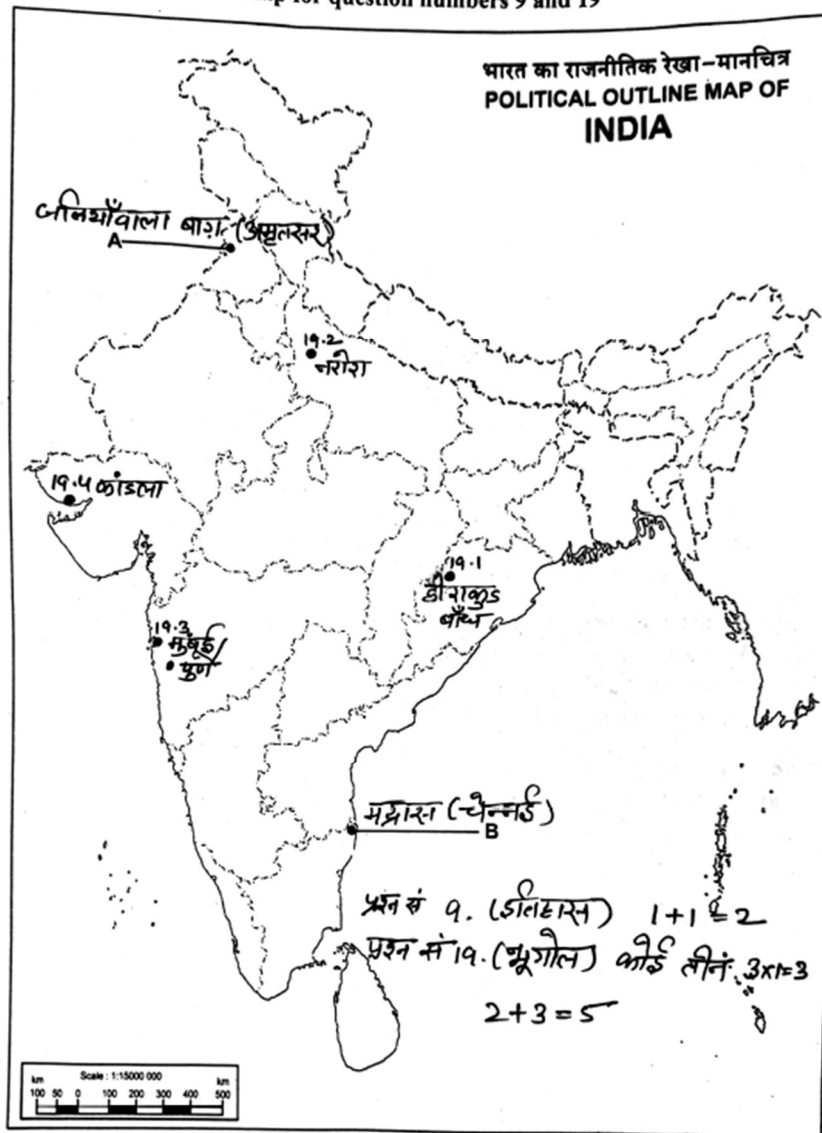 map for question numbers 9 and 19
भारत का राजनीतिक रेखा-मानचित्र
POLITICAL OUTLINE MAP OF
INDIA
जलियाँवाला बाग़ (अमृतसर)
A
19.2
नरोरा
19.4 कांडला
19.1
हीराकुड
बाँध
19.3
मुंबई/
पुणे
मद्रास (चेन्नई)
B
प्रश्न सं 9. (इतिहास) 1+1=2
प्रश्न सं 19. (भूगोल) कोई तीन: 3x1=3
2+3=5
Scale : 1:15000 000
km km
100 50 0 100 200 300 400 500